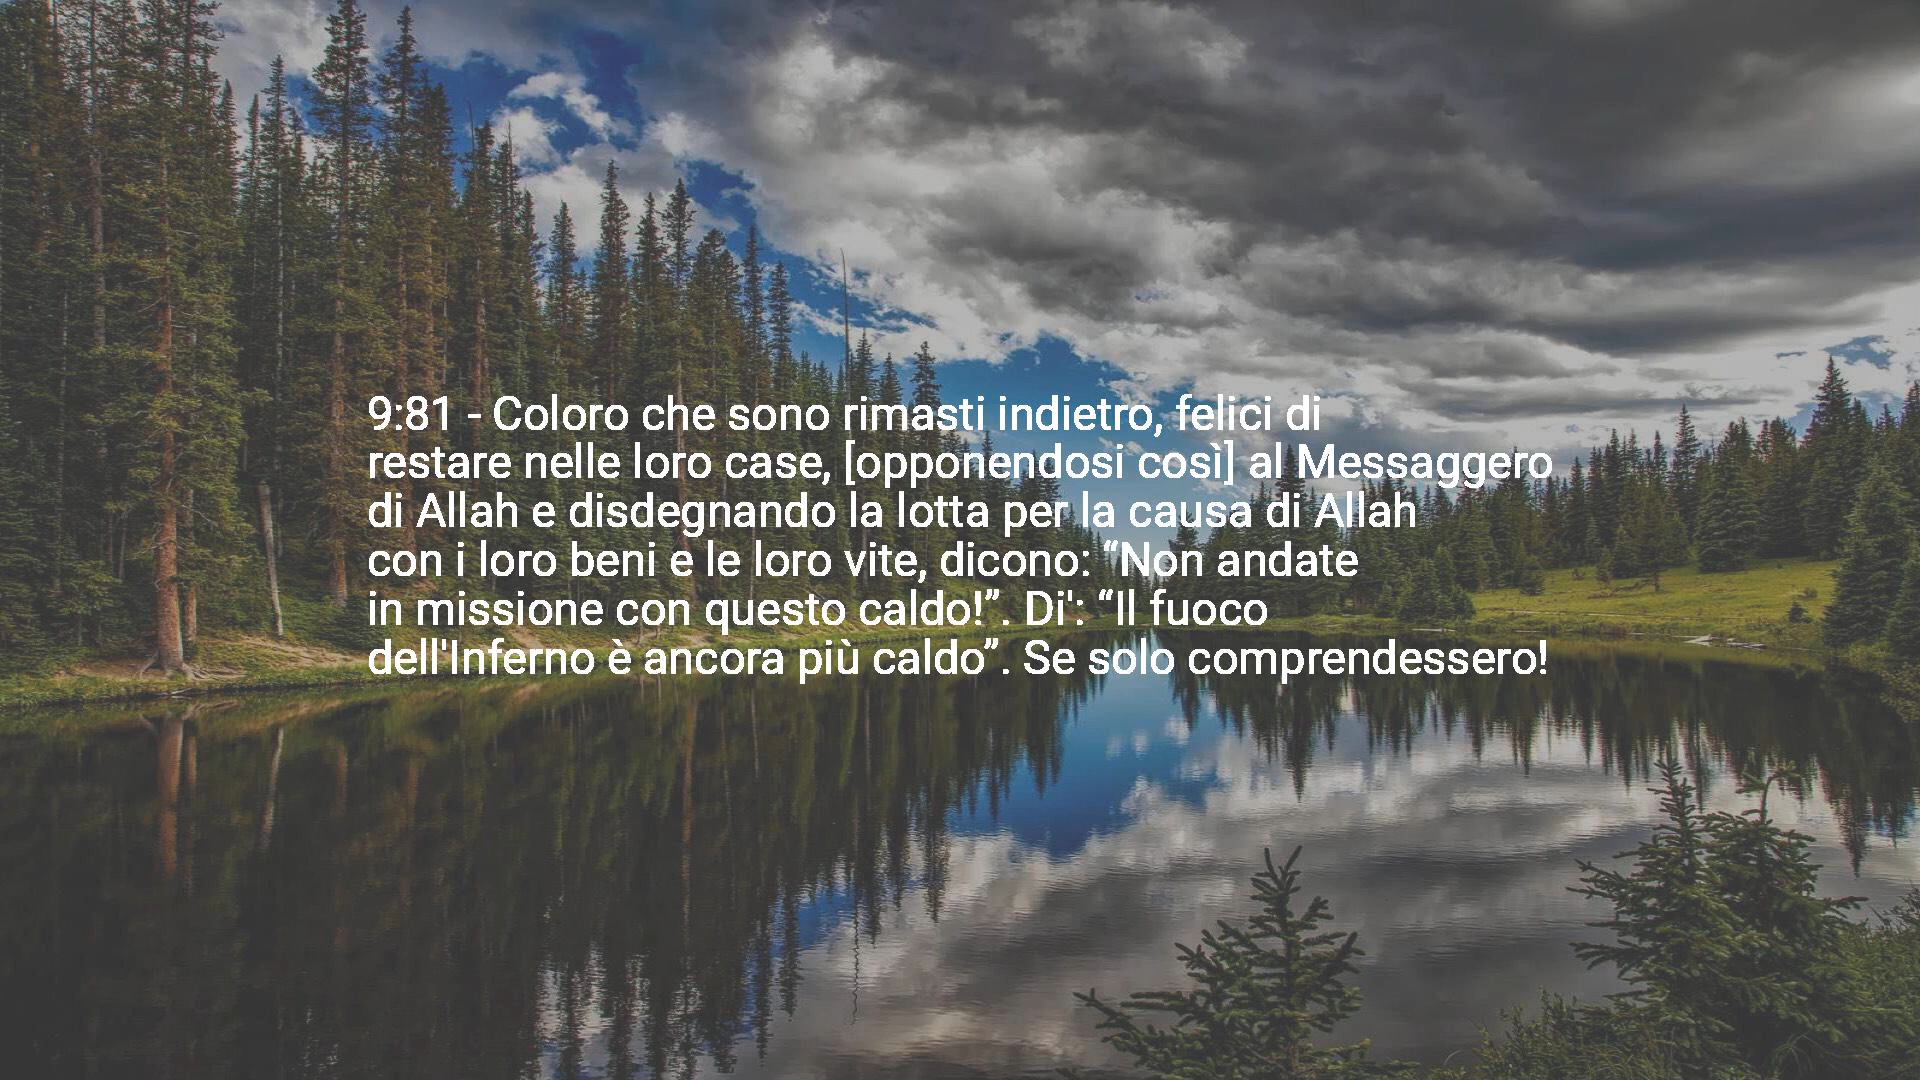 9:81 - Coloro che sono rimasti indietro, felici di
restare nelle loro case, [opponendosi così] al Messaggero
di Allah e disdegnando la lotta per la causa di Allah
con i loro beni e le loro vite, dicono: “Non andate
in missione con questo caldo!”. Di': “Il fuoco
dell'Inferno è ancora più caldo”. Se solo comprendessero!